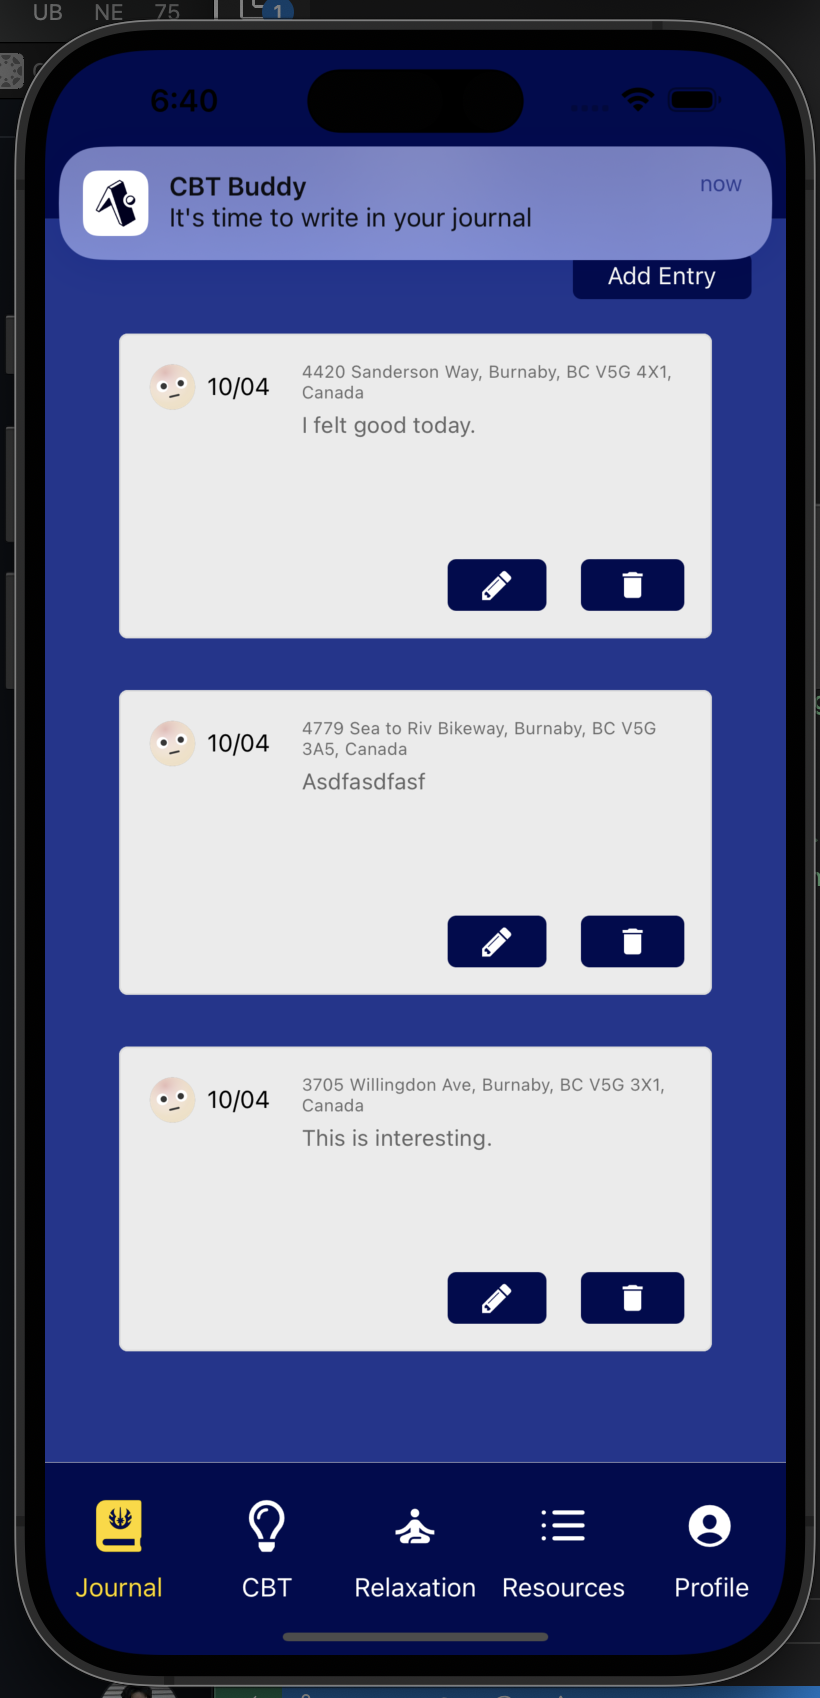 UB NE 75
1
6:40
CBT Buddy
now
It's time to write in your journal
Add Entry
10/04
4420 Sanderson Way, Burnaby, BC V5G 4X1,
Canada
I felt good today.
10/04
4779 Sea to Riv Bikeway, Burnaby, BC V5G
3A5, Canada
Asdfasdfasf
10/04
3705 Willingdon Ave, Burnaby, BC V5G 3X1,
Canada
This is interesting.
Journal
CBT
Relaxation
Resources
Profile